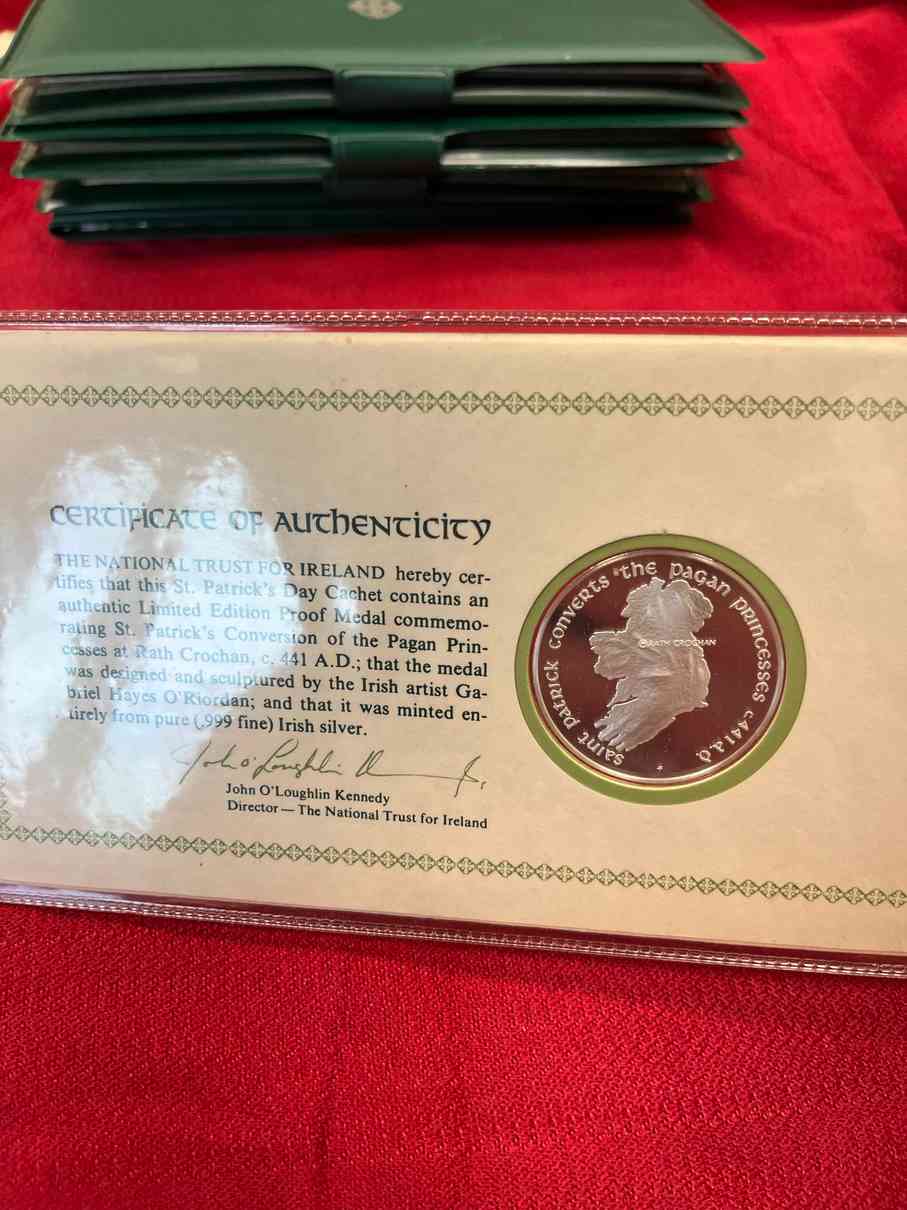 CERTIFICATE OF AUTHENTICITY
THE NATIONAL TRUST FOR IRELAND hereby cer-
tifies that this St. Patrick's Day Cachet contains an
authentic Limited Edition Proof Medal commemo-
rating St. Patrick's Conversion of the Pagan Prin-
cesses at Rath Crochan, c. 441 A.D.; that the medal
was designed and sculptured by the Irish artist Ga-
briel Hayes O'Riordan; and that it was minted en-
tirely from pure (.999 fine) Irish silver.
John O'Loughlin Kennedy
Director — The National Trust for Ireland
saint patrick converts the pagan princesses c441a.d.
RATH CROGHAN